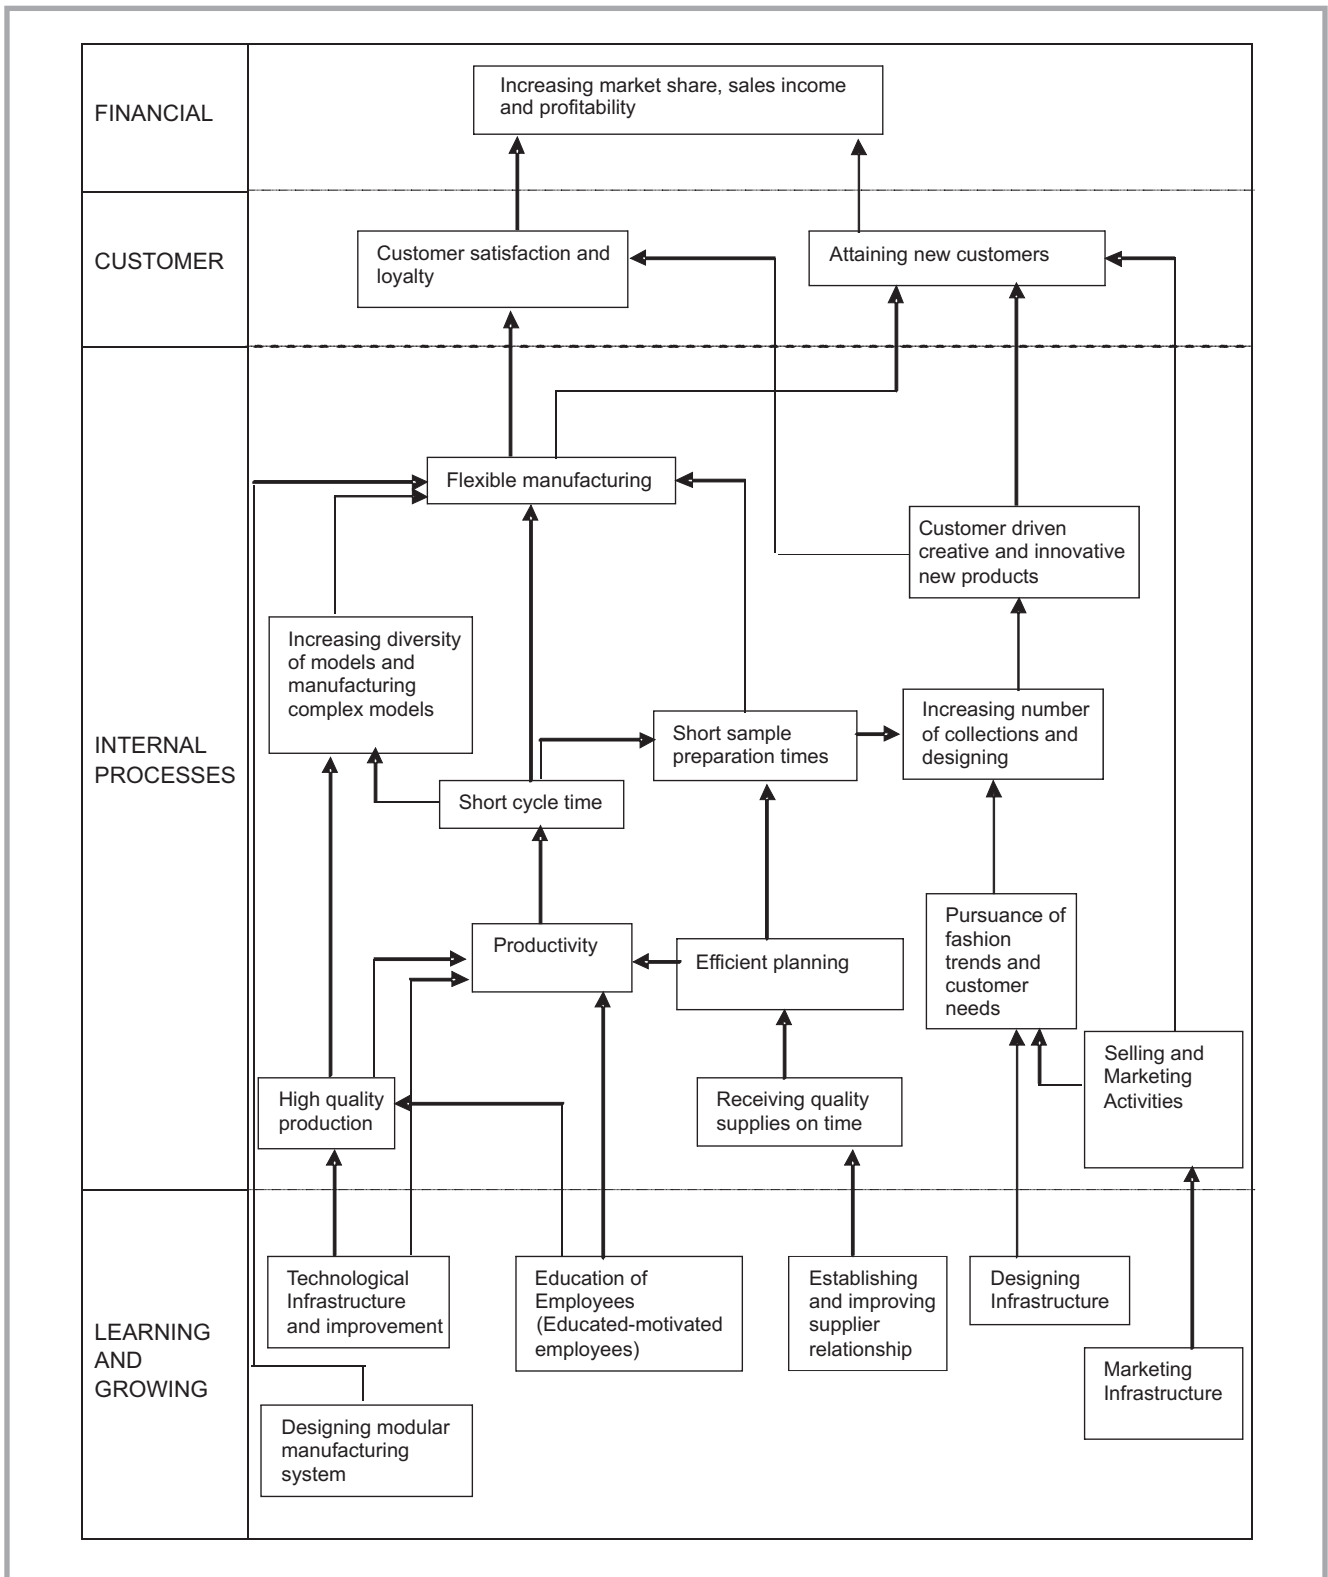 FINANCIAL
Increasing market share, sales income
and profitability
CUSTOMER
Customer satisfaction and
loyalty
Attaining new customers
INTERNAL
PROCESSES
Flexible manufacturing
Customer driven
creative and innovative
new products
Increasing diversity
of models and
manufacturing
complex models
Short sample
preparation times
Increasing number
of collections and
designing
Short cycle time
Productivity
Efficient planning
Pursuance of
fashion
trends and
customer
needs
High quality
production
Receiving quality
supplies on time
Selling and
Marketing
Activities
LEARNING
AND
GROWING
Technological
Infrastructure
and improvement
Education of
Employees
(Educated-motivated
employees)
Establishing
and improving
supplier
relationship
Designing
Infrastructure
Marketing
Infrastructure
Designing modular
manufacturing
system